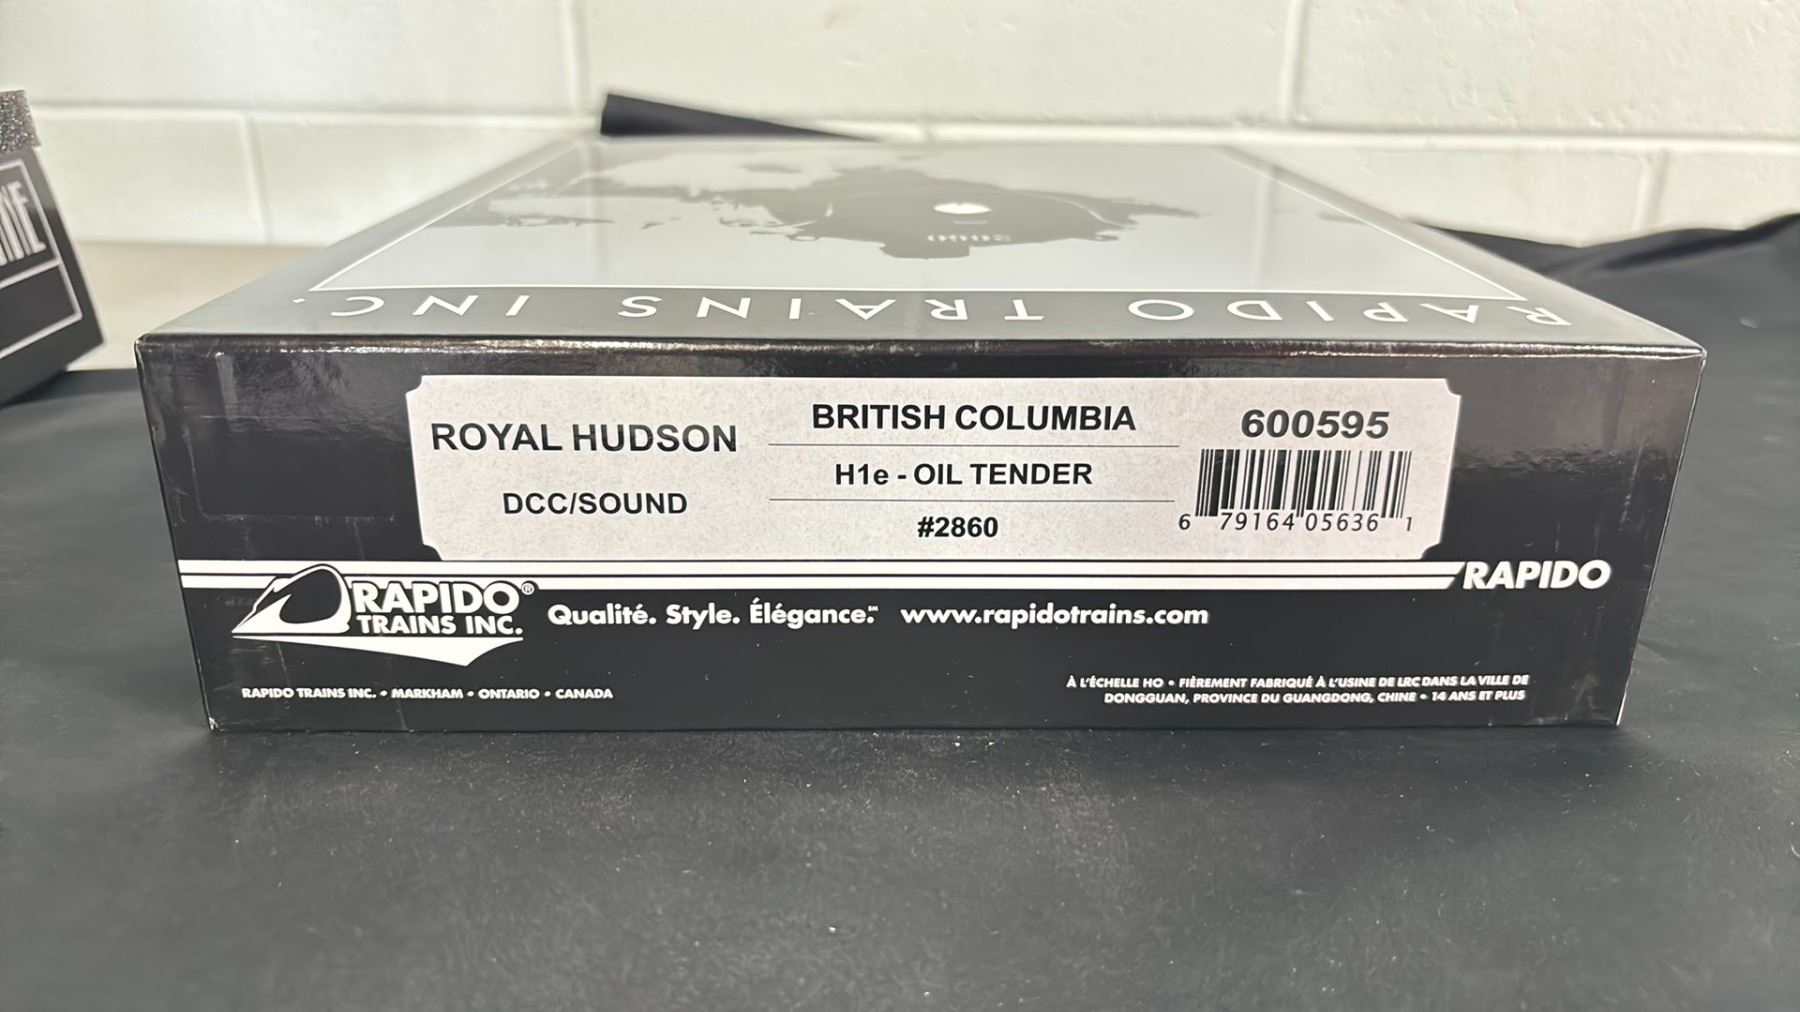 RAPIDO TRAINS INC.
ROYAL HUDSON
DCC/SOUND
BRITISH COLUMBIA
H1e - OIL TENDER
#2860
600595
6 79164 05636 1
RAPIDO
RAPIDO®
TRAINS INC.
Qualité. Style. Élégance.℠ www.rapidotrains.com
RAPIDO TRAINS INC. • MARKHAM • ONTARIO • CANADA
À L'ÉCHELLE HO • FIÈREMENT FABRIQUÉ À L'USINE DE LRC DANS LA VILLE DE
DONGGUAN, PROVINCE DU GUANGDONG, CHINE • 14 ANS ET PLUS